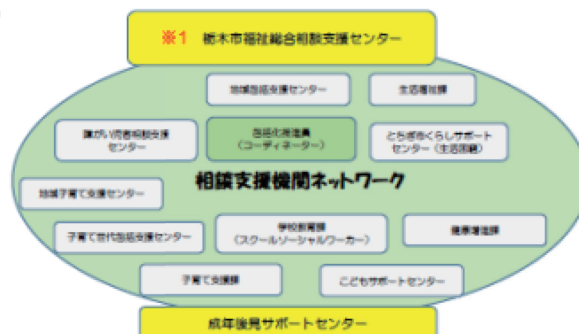 ※1 栃木市福祉総合相談支援センター
地域包括支援センター
生活福祉課
障がい児者相談支援
センター
包括化推進員
(コーディネーター)
とちぎ市くらしサポート
センター(生活困窮)
相談支援機関ネットワーク
地域子育て支援センター
子育て世代包括支援センター
学校教育課
(スクールソーシャルワーカー)
健康増進課
子育て支援課
こどもサポートセンター
成年後見サポートセンター